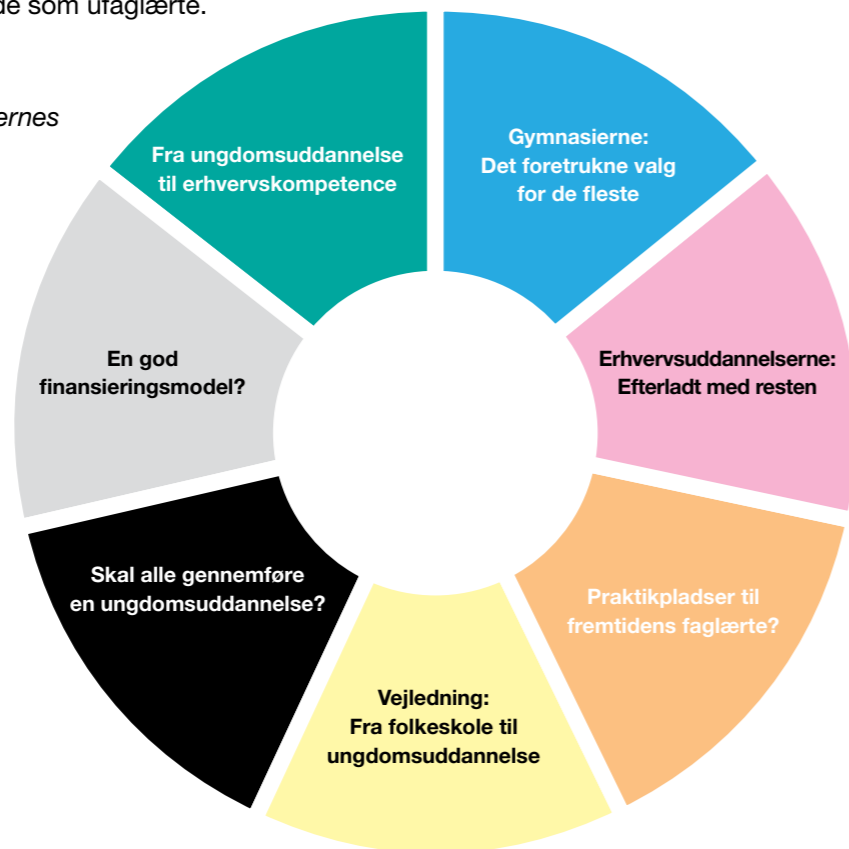 de som ufaglærte.
ernes
Fra ungdomsuddannelse
til erhvervskompetence
Gymnasierne:
Det foretrukne valg
for de fleste
En god
finansieringsmodel?
Erhvervsuddannelserne:
Efterladt med resten
Skal alle gennemføre
en ungdomsuddannelse?
Praktikpladser til
fremtidens faglærte?
Vejledning:
Fra folkeskole til
ungdomsuddannelse